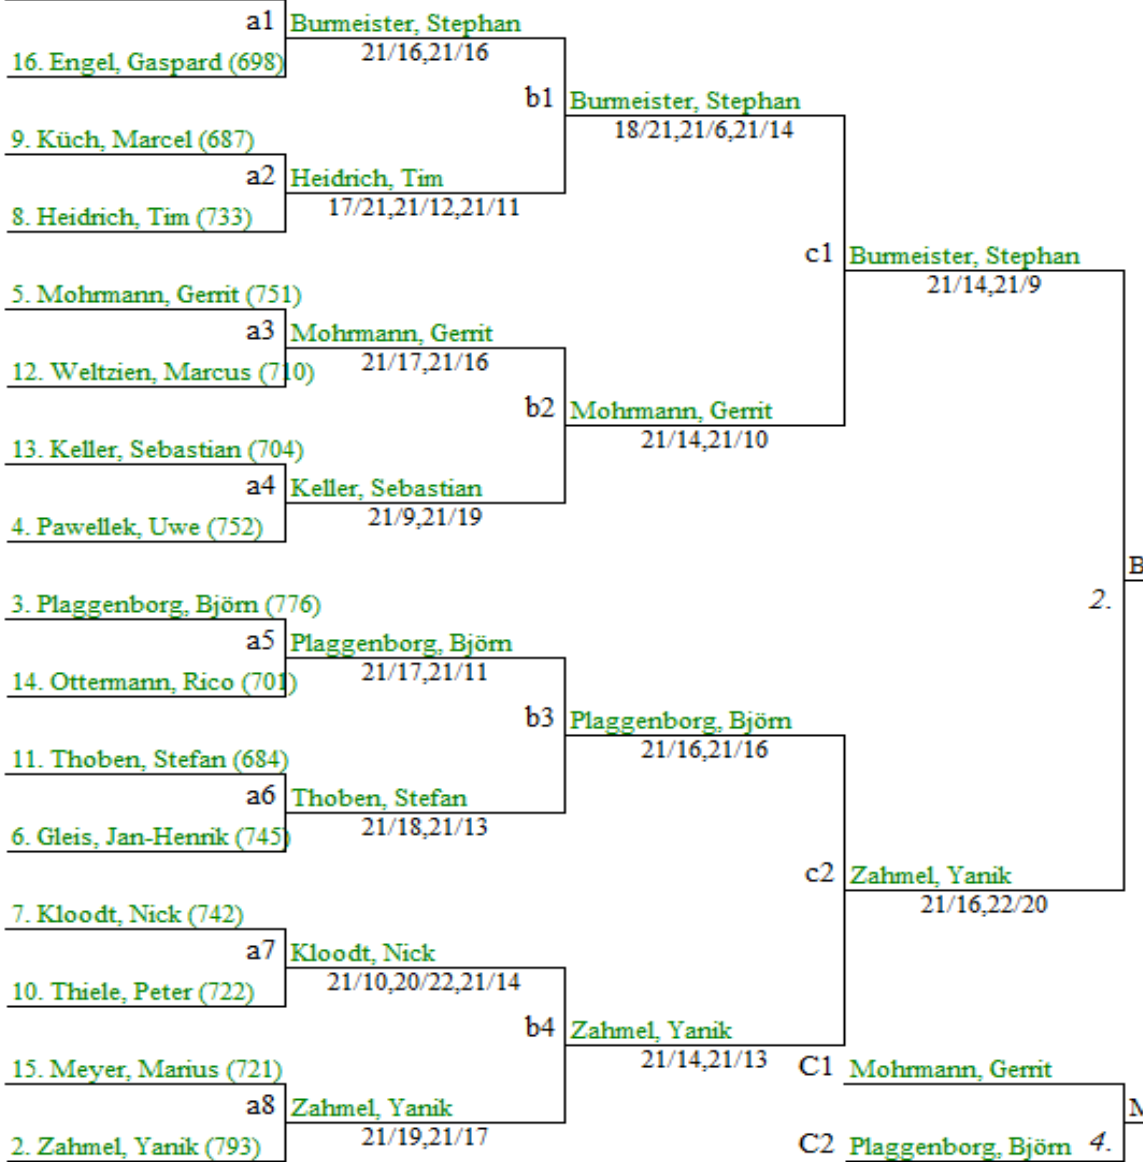 a1 Burmeister, Stephan
21/16,21/16
16. Engel, Gaspard (698)
b1 Burmeister, Stephan
18/21,21/6,21/14
9. Küch, Marcel (687)
a2 Heidrich, Tim
17/21,21/12,21/11
8. Heidrich, Tim (733)
c1 Burmeister, Stephan
21/14,21/9
5. Mohrmann, Gerrit (751)
a3 Mohrmann, Gerrit
21/17,21/16
12. Weltzien, Marcus (710)
b2 Mohrmann, Gerrit
21/14,21/10
13. Keller, Sebastian (704)
a4 Keller, Sebastian
21/9,21/19
4. Pawellek, Uwe (752)
B
2.
3. Plaggenborg, Björn (776)
a5 Plaggenborg, Björn
21/17,21/11
14. Ottermann, Rico (701)
b3 Plaggenborg, Björn
21/16,21/16
11. Thoben, Stefan (684)
a6 Thoben, Stefan
21/18,21/13
6. Gleis, Jan-Henrik (745)
c2 Zahmel, Yanik
21/16,22/20
7. Kloodt, Nick (742)
a7 Kloodt, Nick
21/10,20/22,21/14
10. Thiele, Peter (722)
b4 Zahmel, Yanik
21/14,21/13
C1 Mohrmann, Gerrit
15. Meyer, Marius (721)
a8 Zahmel, Yanik
21/19,21/17
M
2. Zahmel, Yanik (793)
C2 Plaggenborg, Björn 4.